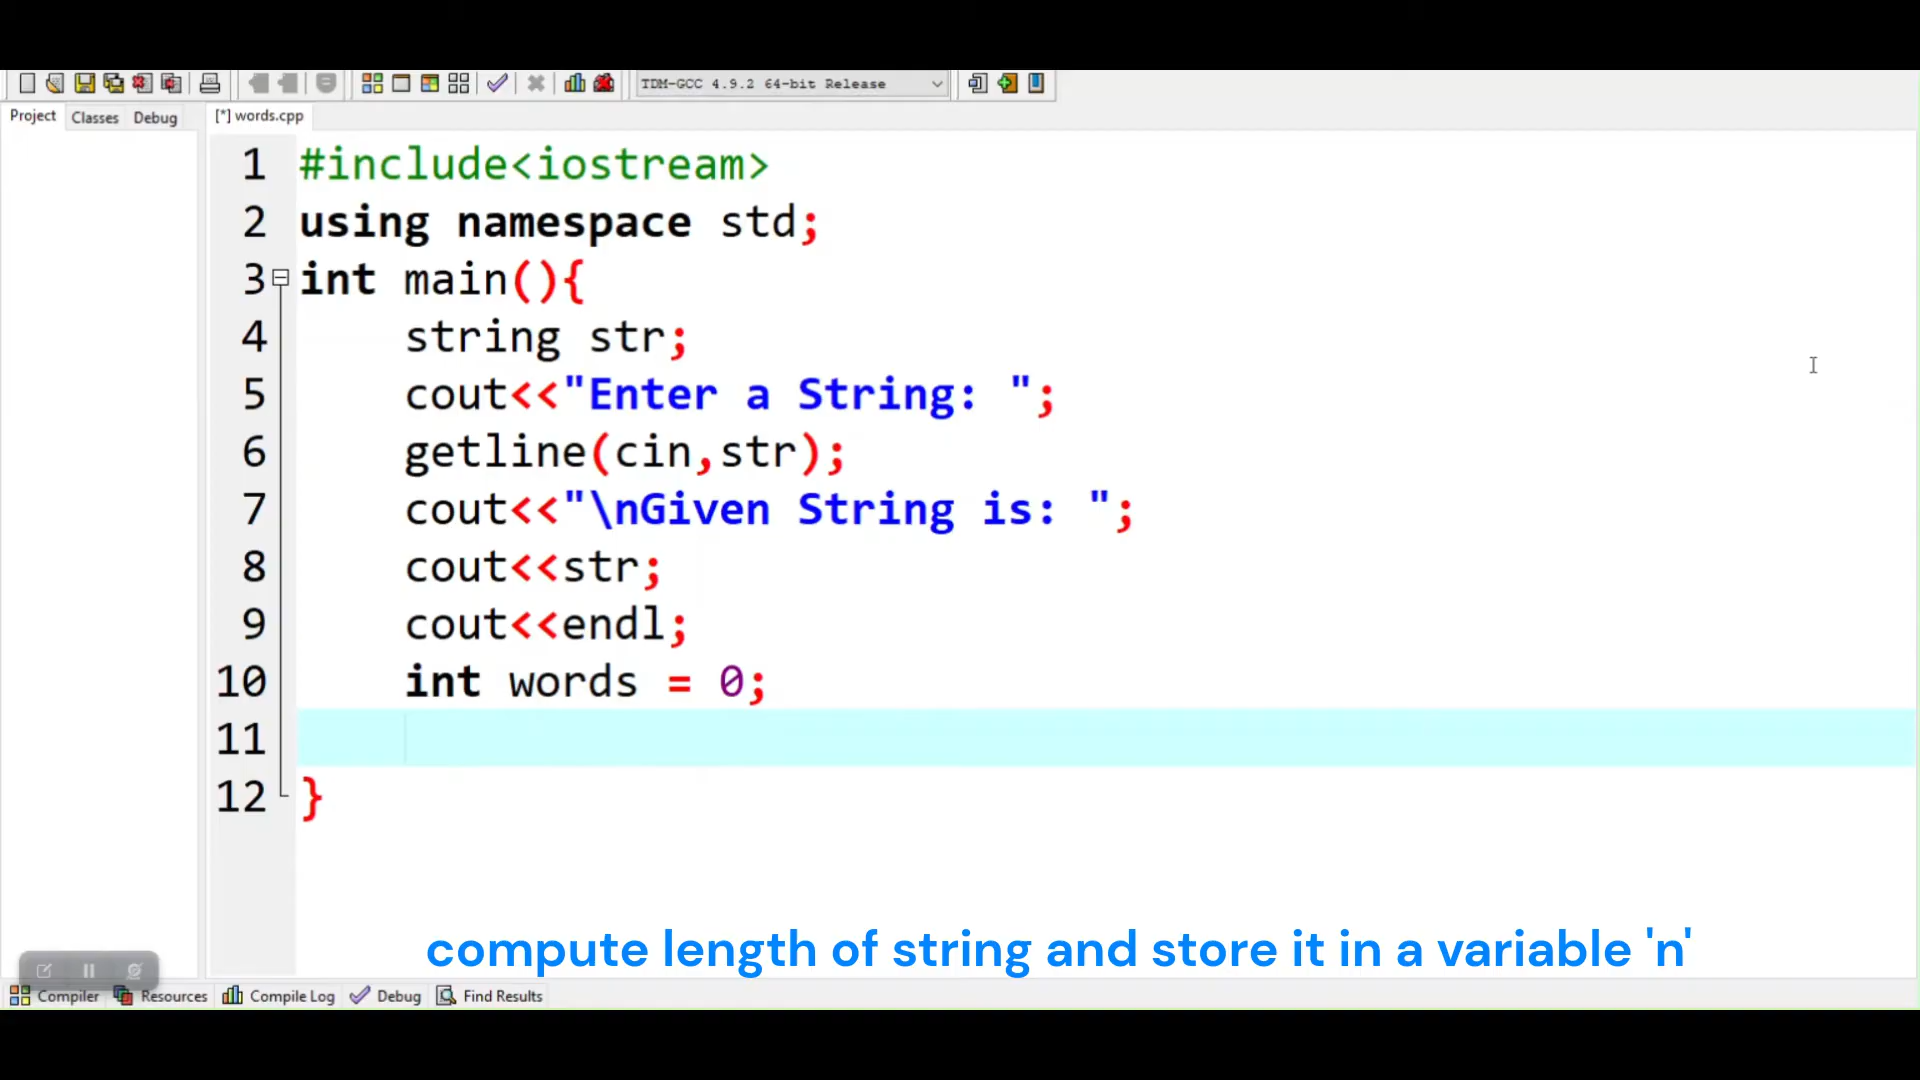 TDM-GCC 4.9.2 64-bit Release
Project Classes Debug [*] words.cpp
1 #include<iostream>
2 using namespace std;
3 int main(){
4 string str;
5 cout<<"Enter a String: ";
6 getline(cin,str);
7 cout<<"\nGiven String is: ";
8 cout<<str;
9 cout<<endl;
10 int words = 0;
11
12 }
compute length of string and store it in a variable 'n'
Compiler Resources Compile Log Debug Find Results